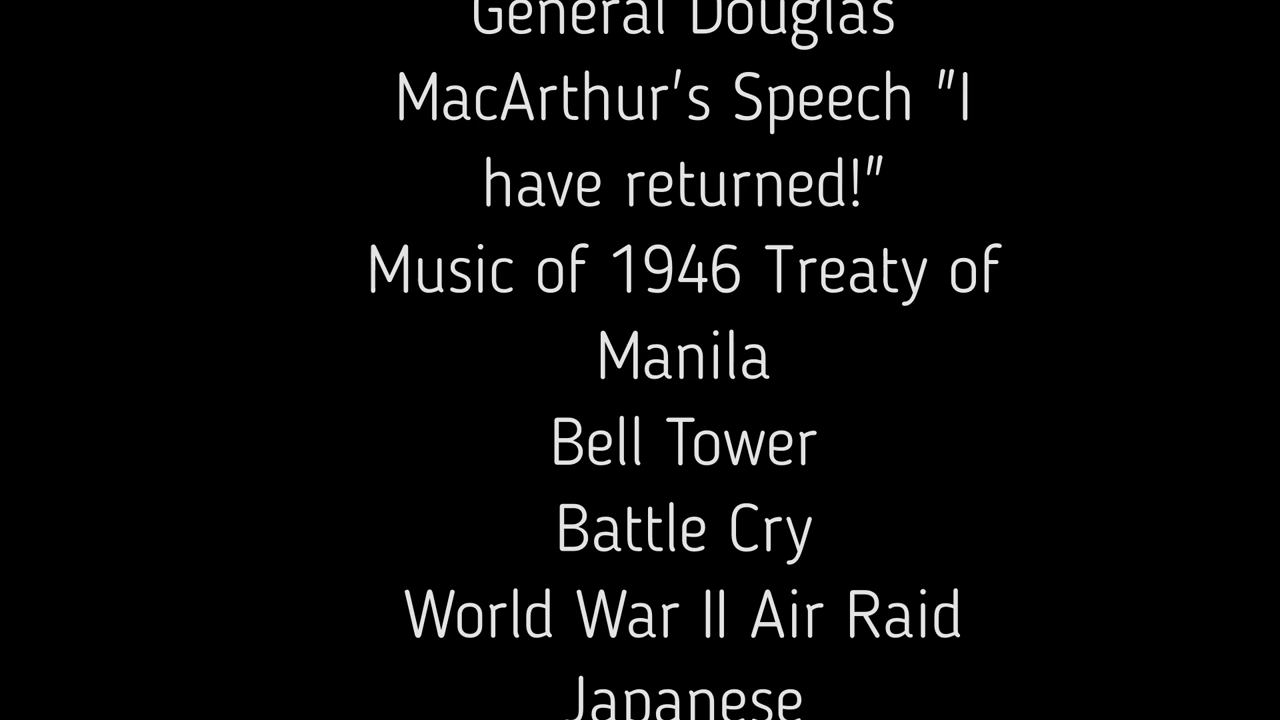 General Douglas
MacArthur's Speech "I
have returned!"
Music of 1946 Treaty of
Manila
Bell Tower
Battle Cry
World War II Air Raid
Japanese